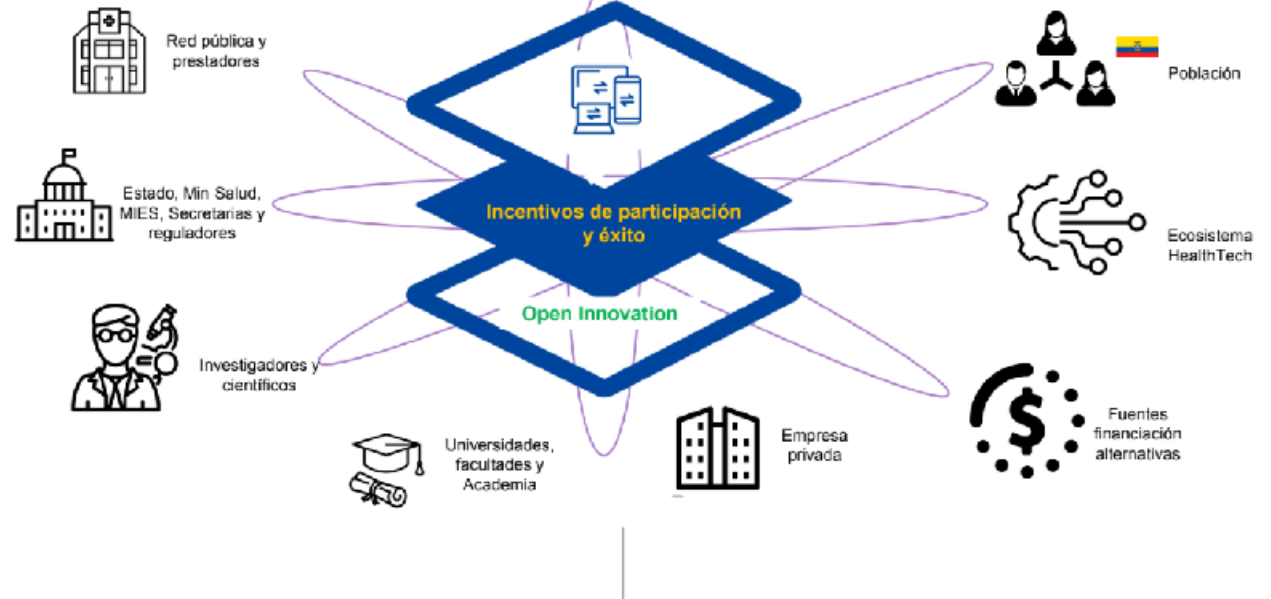 Red pública y
prestadores
Población
Estado, Min Salud,
MIES, Secretarias y
reguladores
Incentivos de participación
y éxito
Ecosistema
HealthTech
Open Innovation
Investigadores y
científicos
Universidades,
facultades y
Academia
Empresa
privada
Fuentes
financiación
alternativas